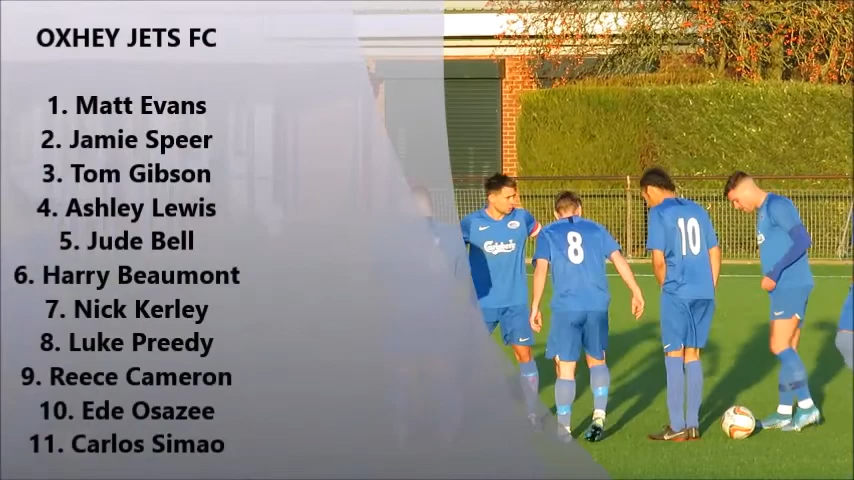 OXHEY JETS FC
1. Matt Evans
2. Jamie Speer
3. Tom Gibson
4. Ashley Lewis
5. Jude Bell
6. Harry Beaumont
7. Nick Kerley
8. Luke Preedy
9. Reece Cameron
10. Ede Osazee
11. Carlos Simao
Carlsberg
8
10